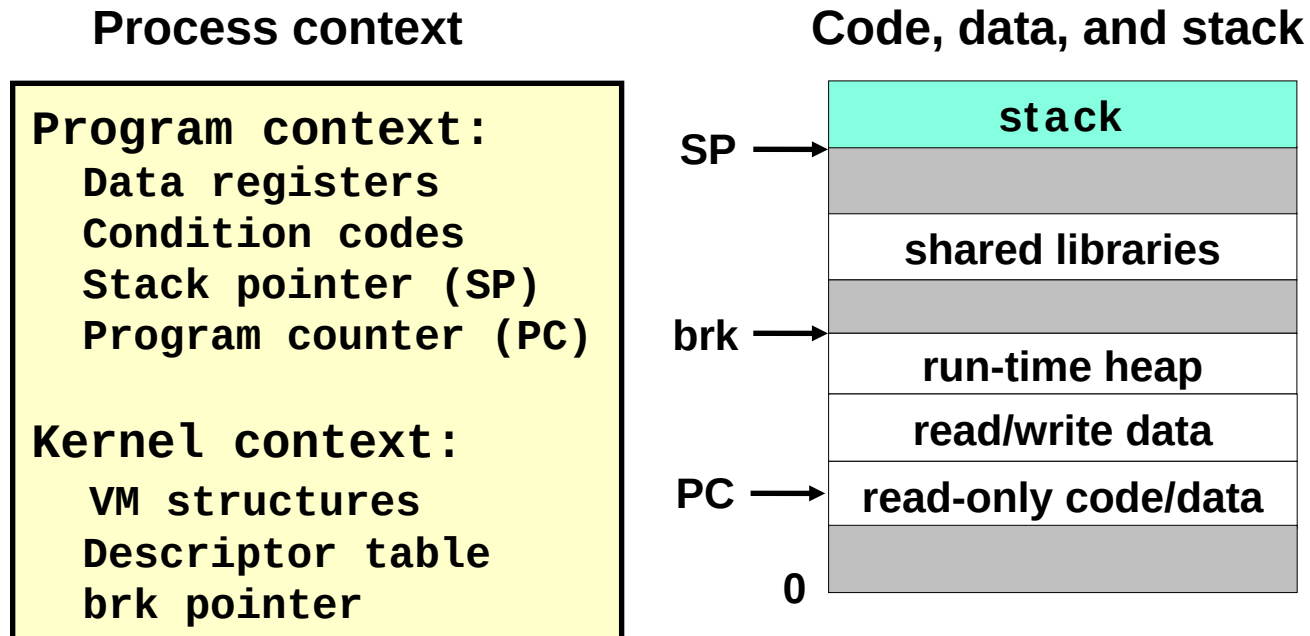 Process context
Program context:
Data registers
Condition codes
Stack pointer (SP)
Program counter (PC)
Kernel context:
VM structures
Descriptor table
brk pointer
Code, data, and stack
stack
SP
shared libraries
brk
run-time heap
read/write data
PC
read-only code/data
0